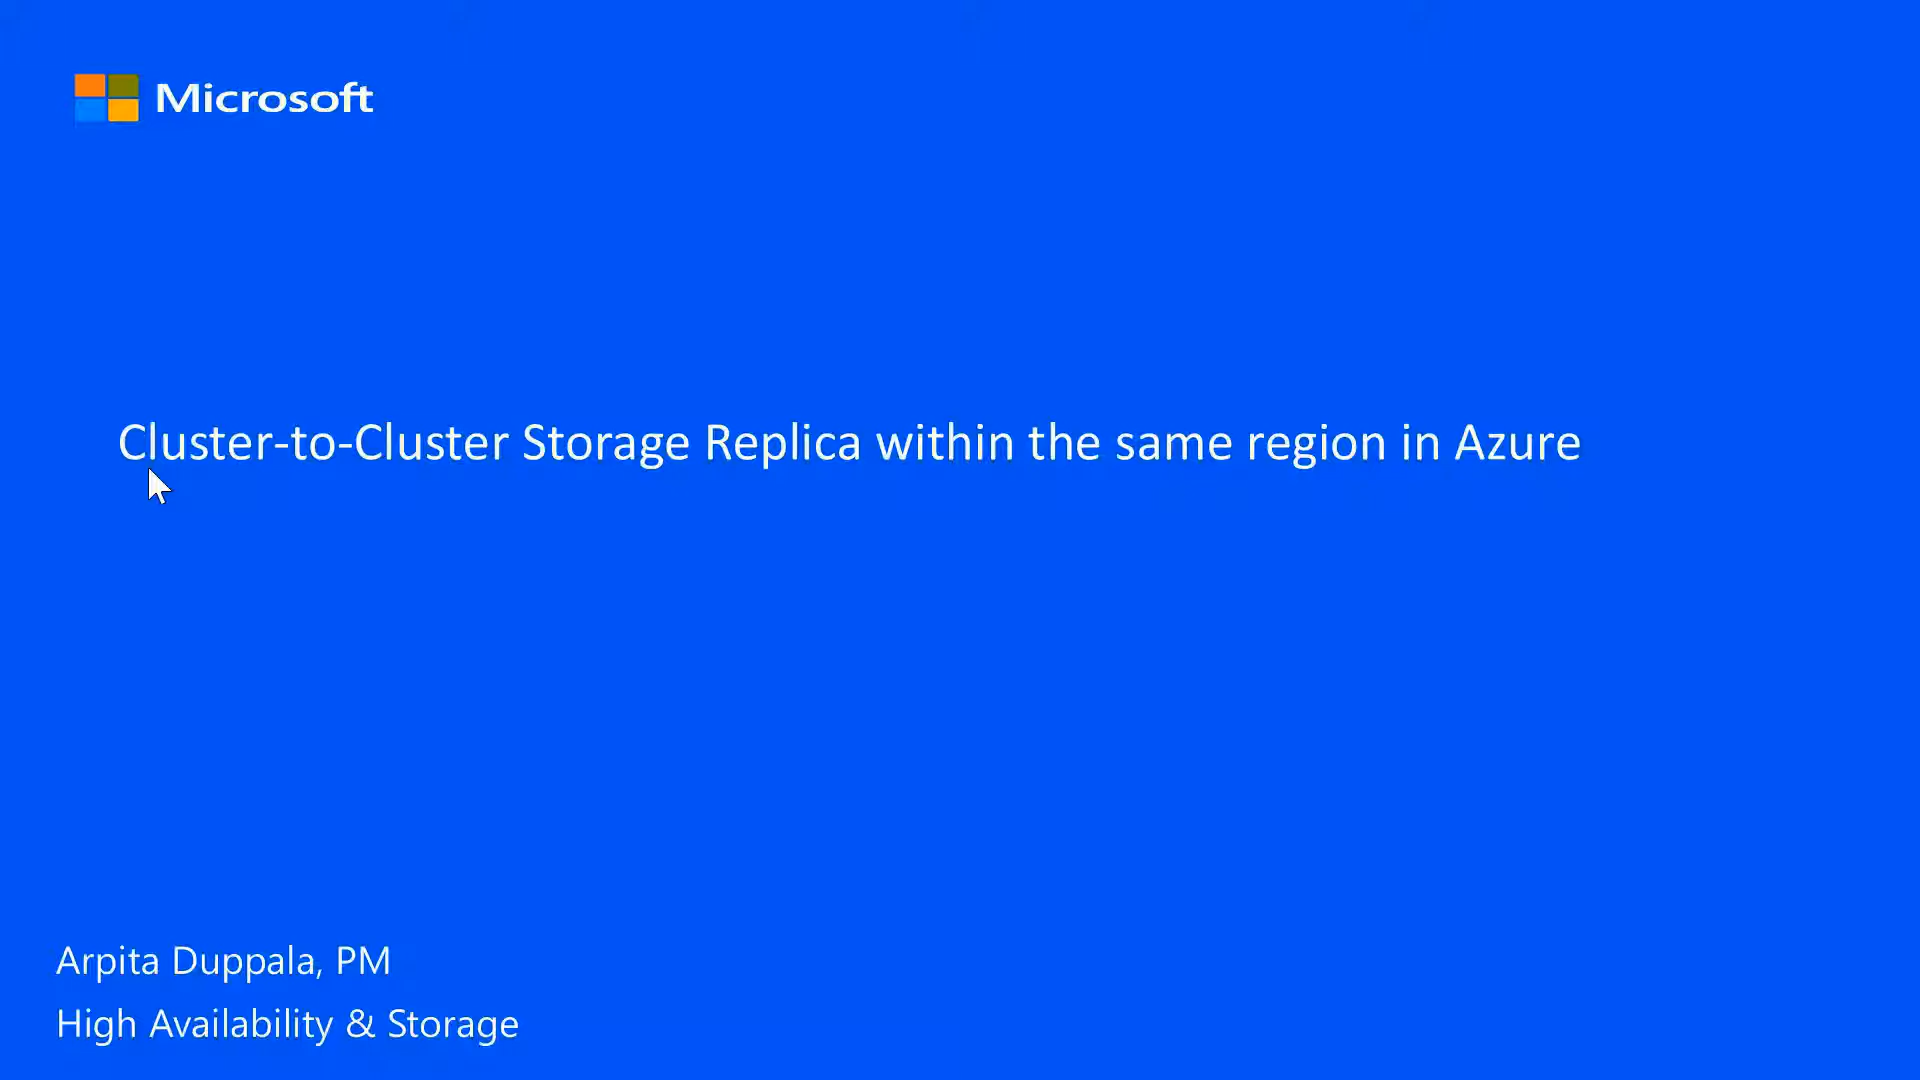 Microsoft
Cluster-to-Cluster Storage Replica within the same region in Azure
Arpita Duppala, PM
High Availability & Storage